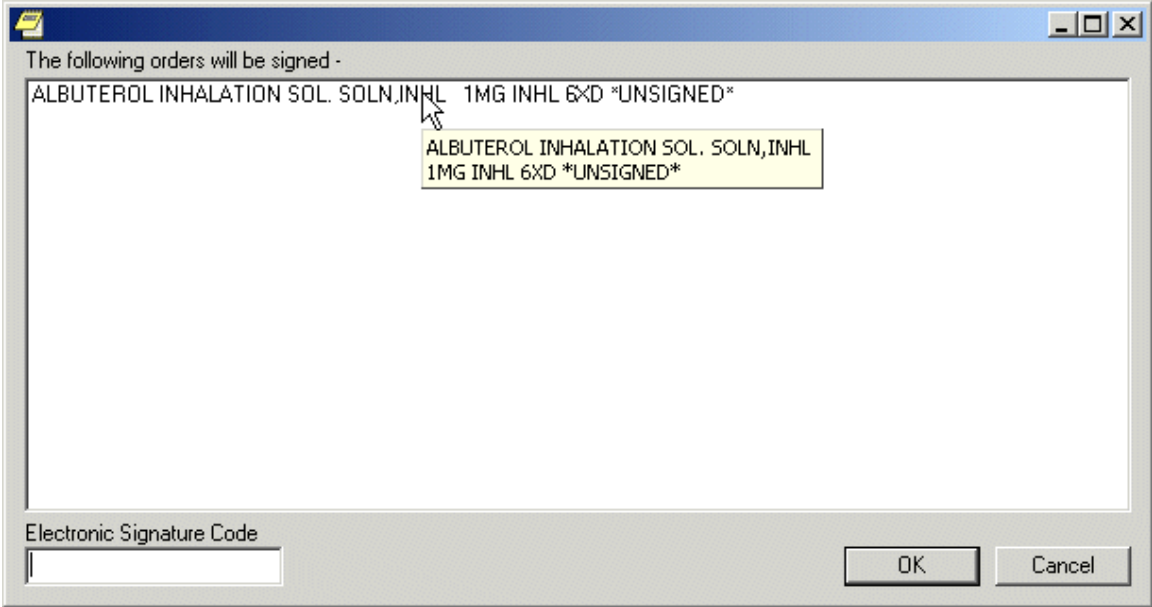 The following orders will be signed -
ALBUTEROL INHALATION SOL. SOLN,INHL 1MG INHL 6XD *UNSIGNED*
ALBUTEROL INHALATION SOL. SOLN,INHL
1MG INHL 6XD *UNSIGNED*
Electronic Signature Code
OK Cancel